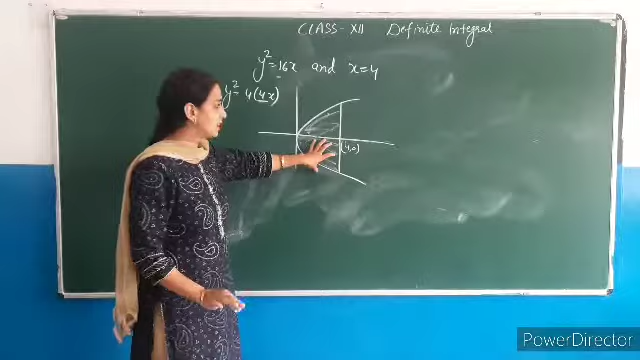 CLASS-XII Definite Integral
y²=16x and x=4
y²=4(4x)
(4,0)
PowerDirector